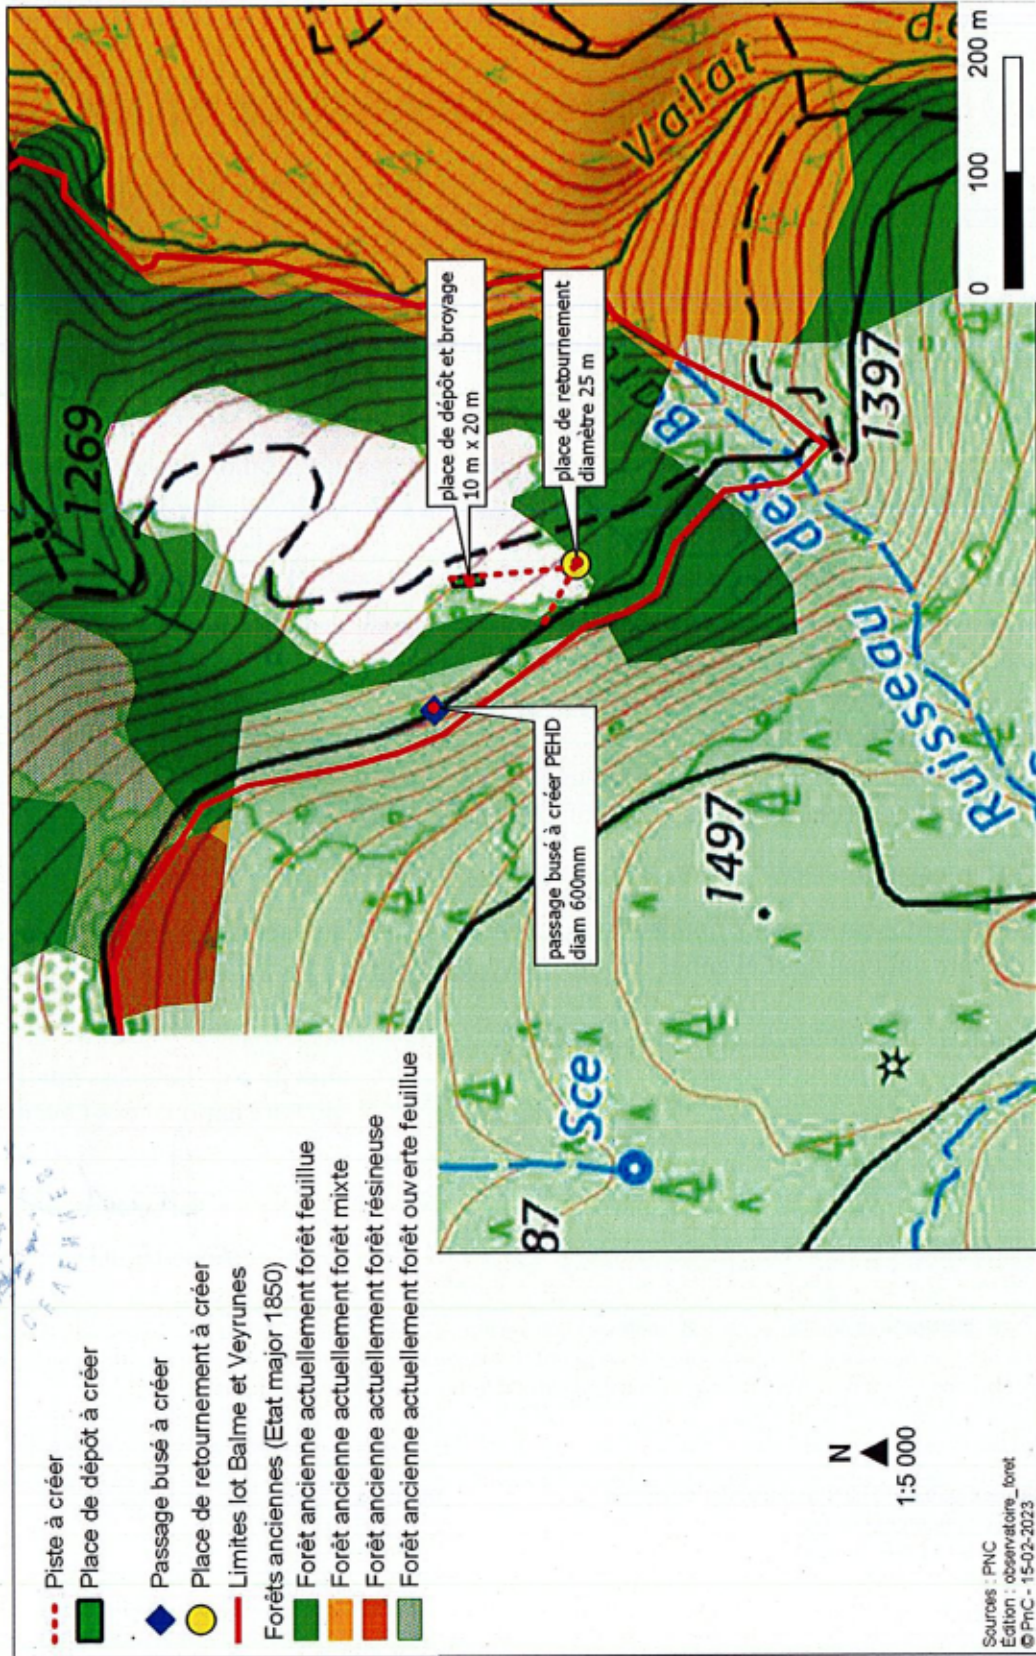 Piste à créer
Place de dépôt à créer
Passage busé à créer
Place de retournement à créer
Limites lot Balme et Veyrunes
Forêts anciennes (Etat major 1850)
Forêt ancienne actuellement forêt feuillue
Forêt ancienne actuellement forêt mixte
Forêt ancienne actuellement forêt résineuse
Forêt ancienne actuellement forêt ouverte feuillue
N
1:5 000
Sources : PNC
Édition : observatoire_foret
© PnC - 15-02-2023
1269
place de dépôt et broyage
10 m x 20 m
place de retournement
diamètre 25 m
passage busé à créer PEHD
diam 600mm
Valat
1397
1497
Ruisseau
des
Sce
87
0 100 200 m